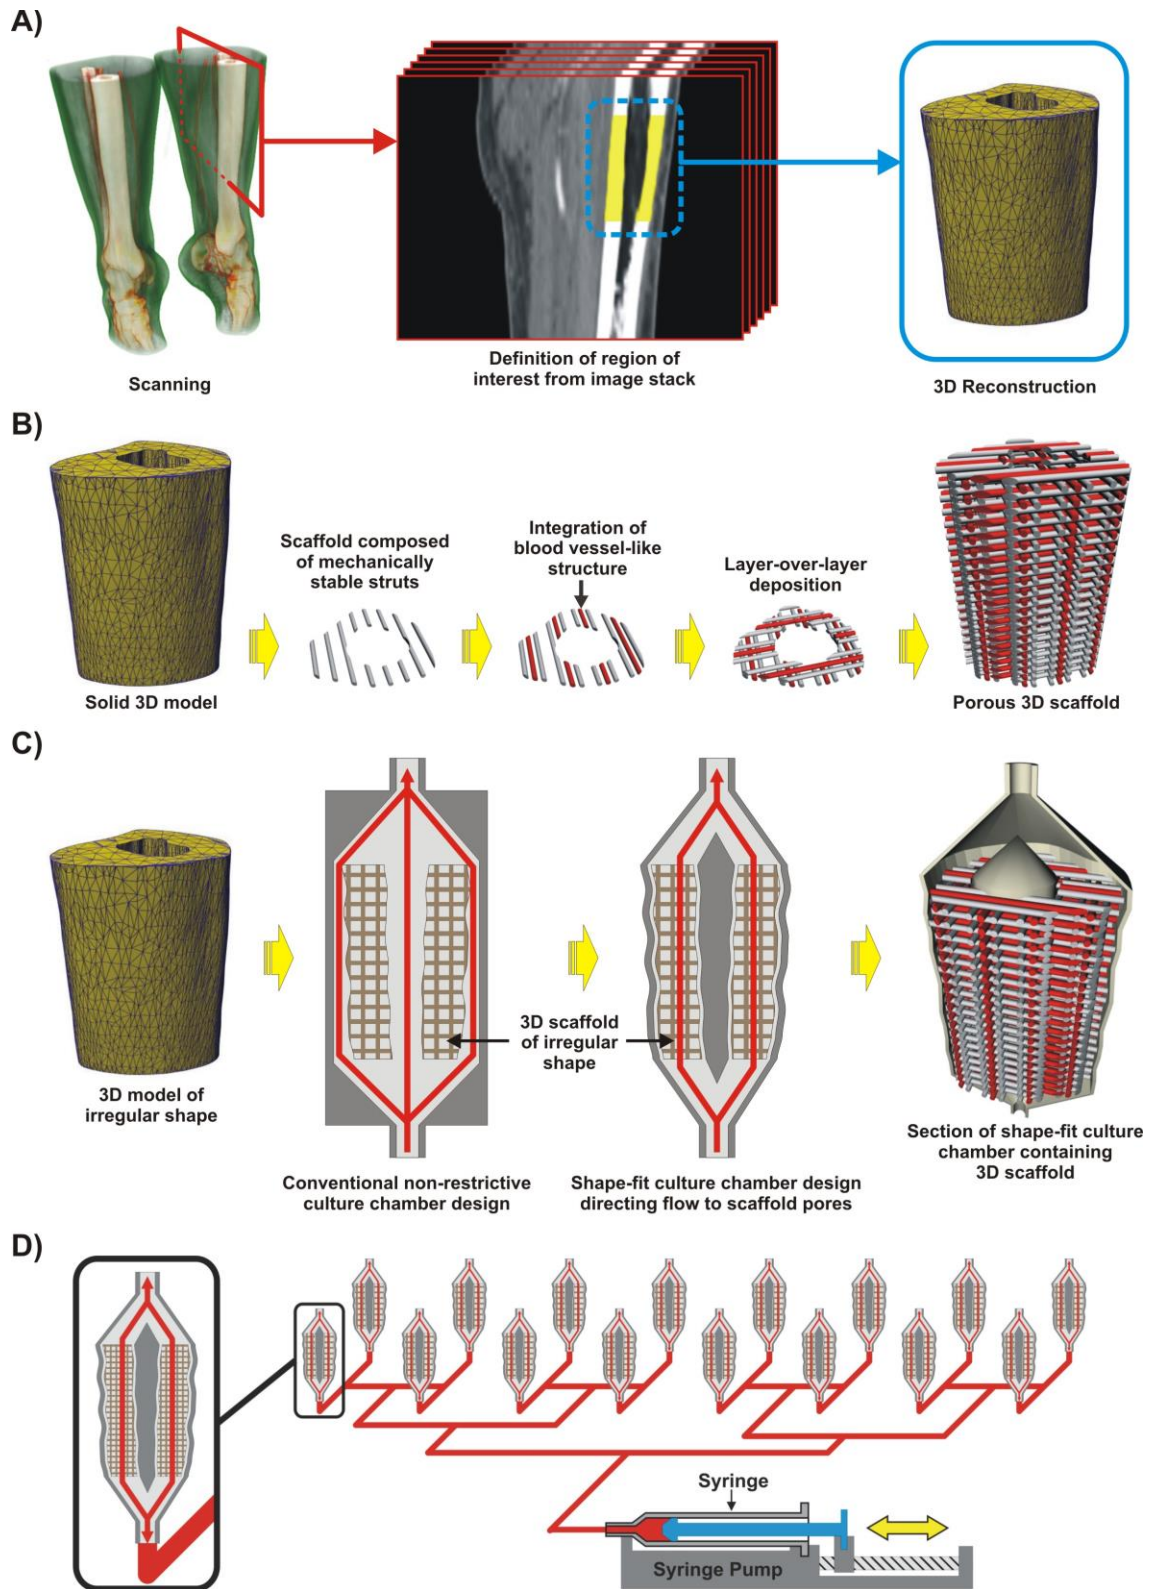 A)
Scanning
Definition of region of
interest from image stack
3D Reconstruction
B)
Solid 3D model
Scaffold composed
of mechanically
stable struts
Integration of
blood vessel-like
structure
Layer-over-layer
deposition
Porous 3D scaffold
C)
3D model of
irregular shape
Conventional non-restrictive
culture chamber design
3D scaffold
of irregular
shape
Shape-fit culture chamber design
directing flow to scaffold pores
Section of shape-fit culture
chamber containing
3D scaffold
D)
Syringe
Syringe Pump